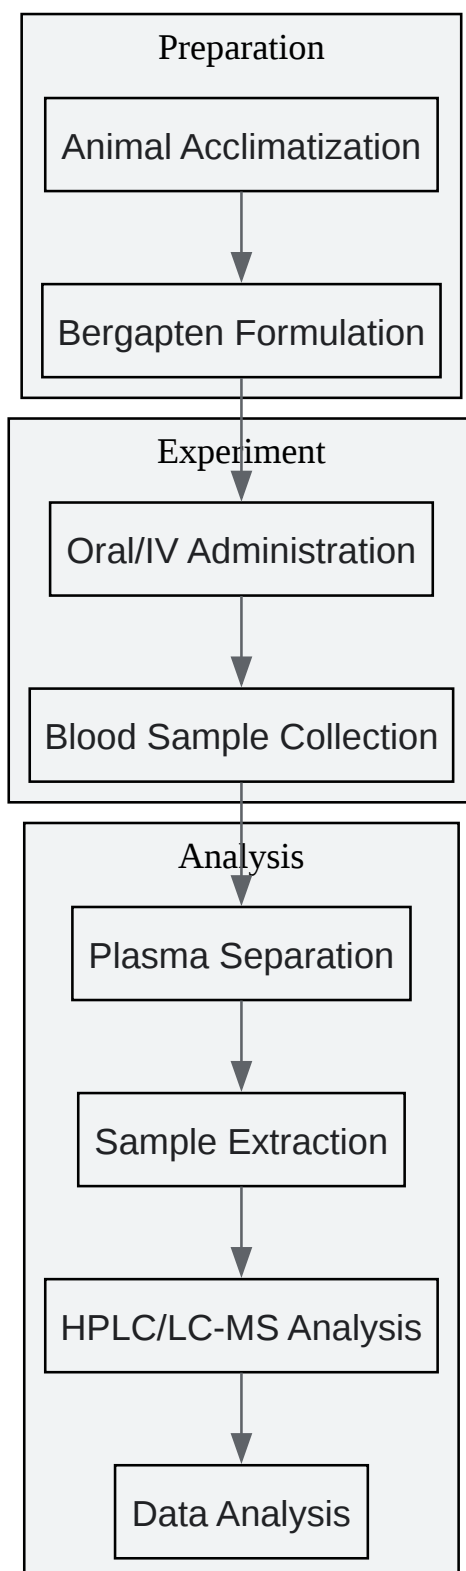 Preparation
Animal Acclimatization
Bergapten Formulation
Experiment
Oral/IV Administration
Blood Sample Collection
Analysis
Plasma Separation
Sample Extraction
HPLC/LC-MS Analysis
Data Analysis